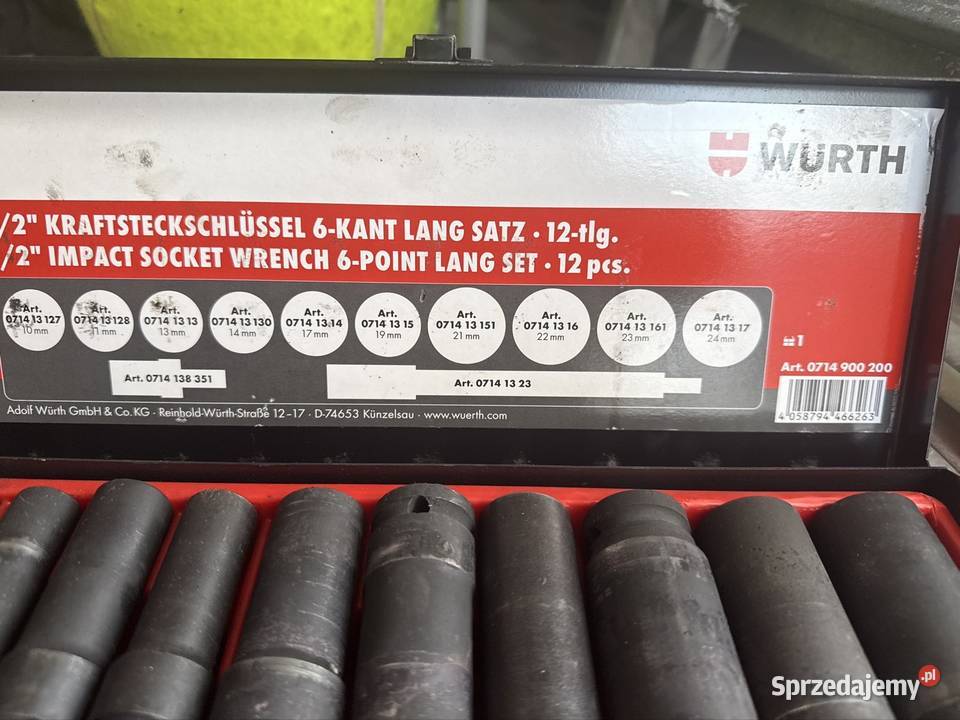 WÜRTH
/2" KRAFTSTECKSCHLÜSSEL 6-KANT LANG SATZ · 12-tlg.
/2" IMPACT SOCKET WRENCH 6-POINT LANG SET · 12 pcs.
Art. 0714 13 127 10 mm
Art. 0714 13 128 11 mm
Art. 0714 13 13 13 mm
Art. 0714 13 130 14 mm
Art. 0714 13 14 17 mm
Art. 0714 13 15 19 mm
Art. 0714 13 151 21 mm
Art. 0714 13 16 22 mm
Art. 0714 13 161 23 mm
Art. 0714 13 17 24 mm
1
Art. 0714 138 351
Art. 0714 13 23
Art. 0714 900 200
4 058794 466263
Adolf Würth GmbH & Co. KG · Reinhold-Würth-Straße 12-17 · D-74653 Künzelsau · www.wuerth.com
Sprzedajemy.pl